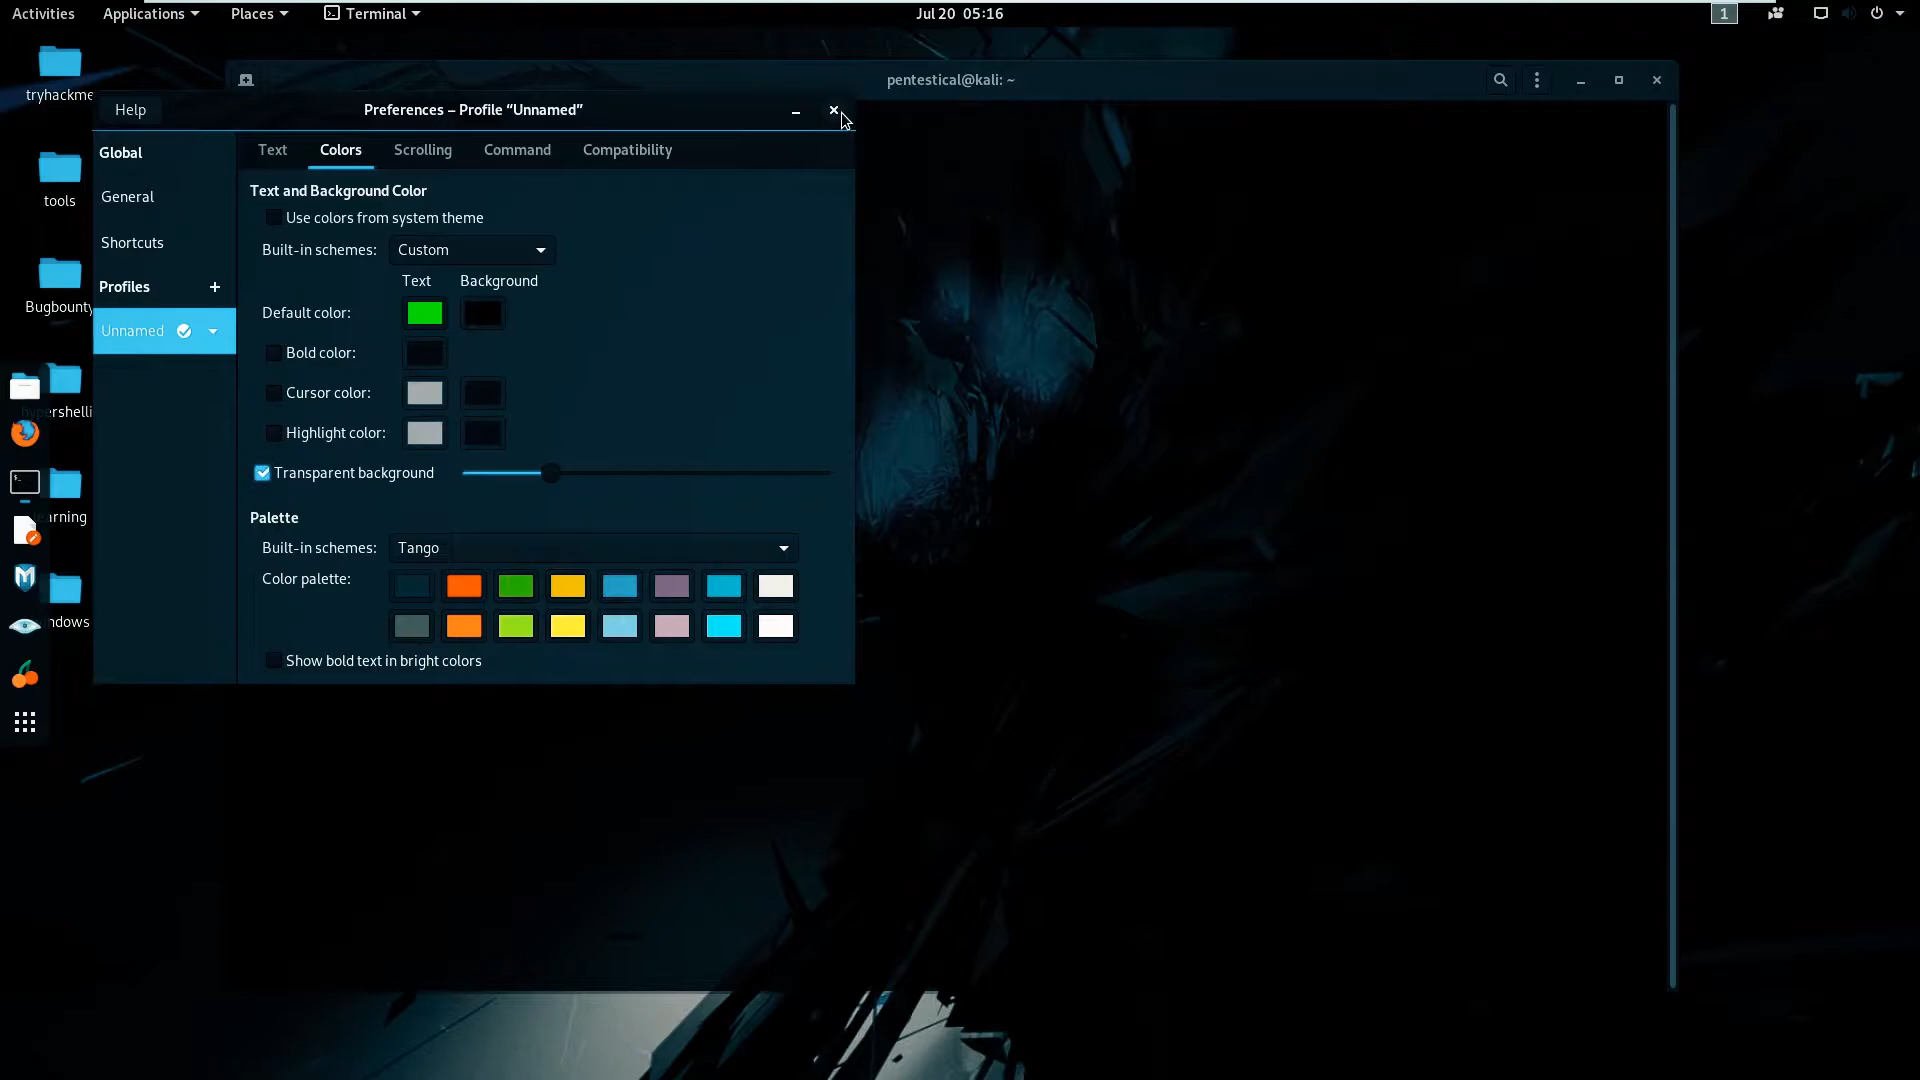 Activities Applications Places Terminal Jul 20 05:16 1
pentestical@kali: ~
tryhackme
tools
Bugbounty
hypershelli
earning
ndows
Help Preferences – Profile “Unnamed”
Global
General
Shortcuts
Profiles +
Unnamed
Text Colors Scrolling Command Compatibility
Text and Background Color
Use colors from system theme
Built-in schemes: Custom
Text Background
Default color:
Bold color:
Cursor color:
Highlight color:
Transparent background
Palette
Built-in schemes: Tango
Color palette:
Show bold text in bright colors